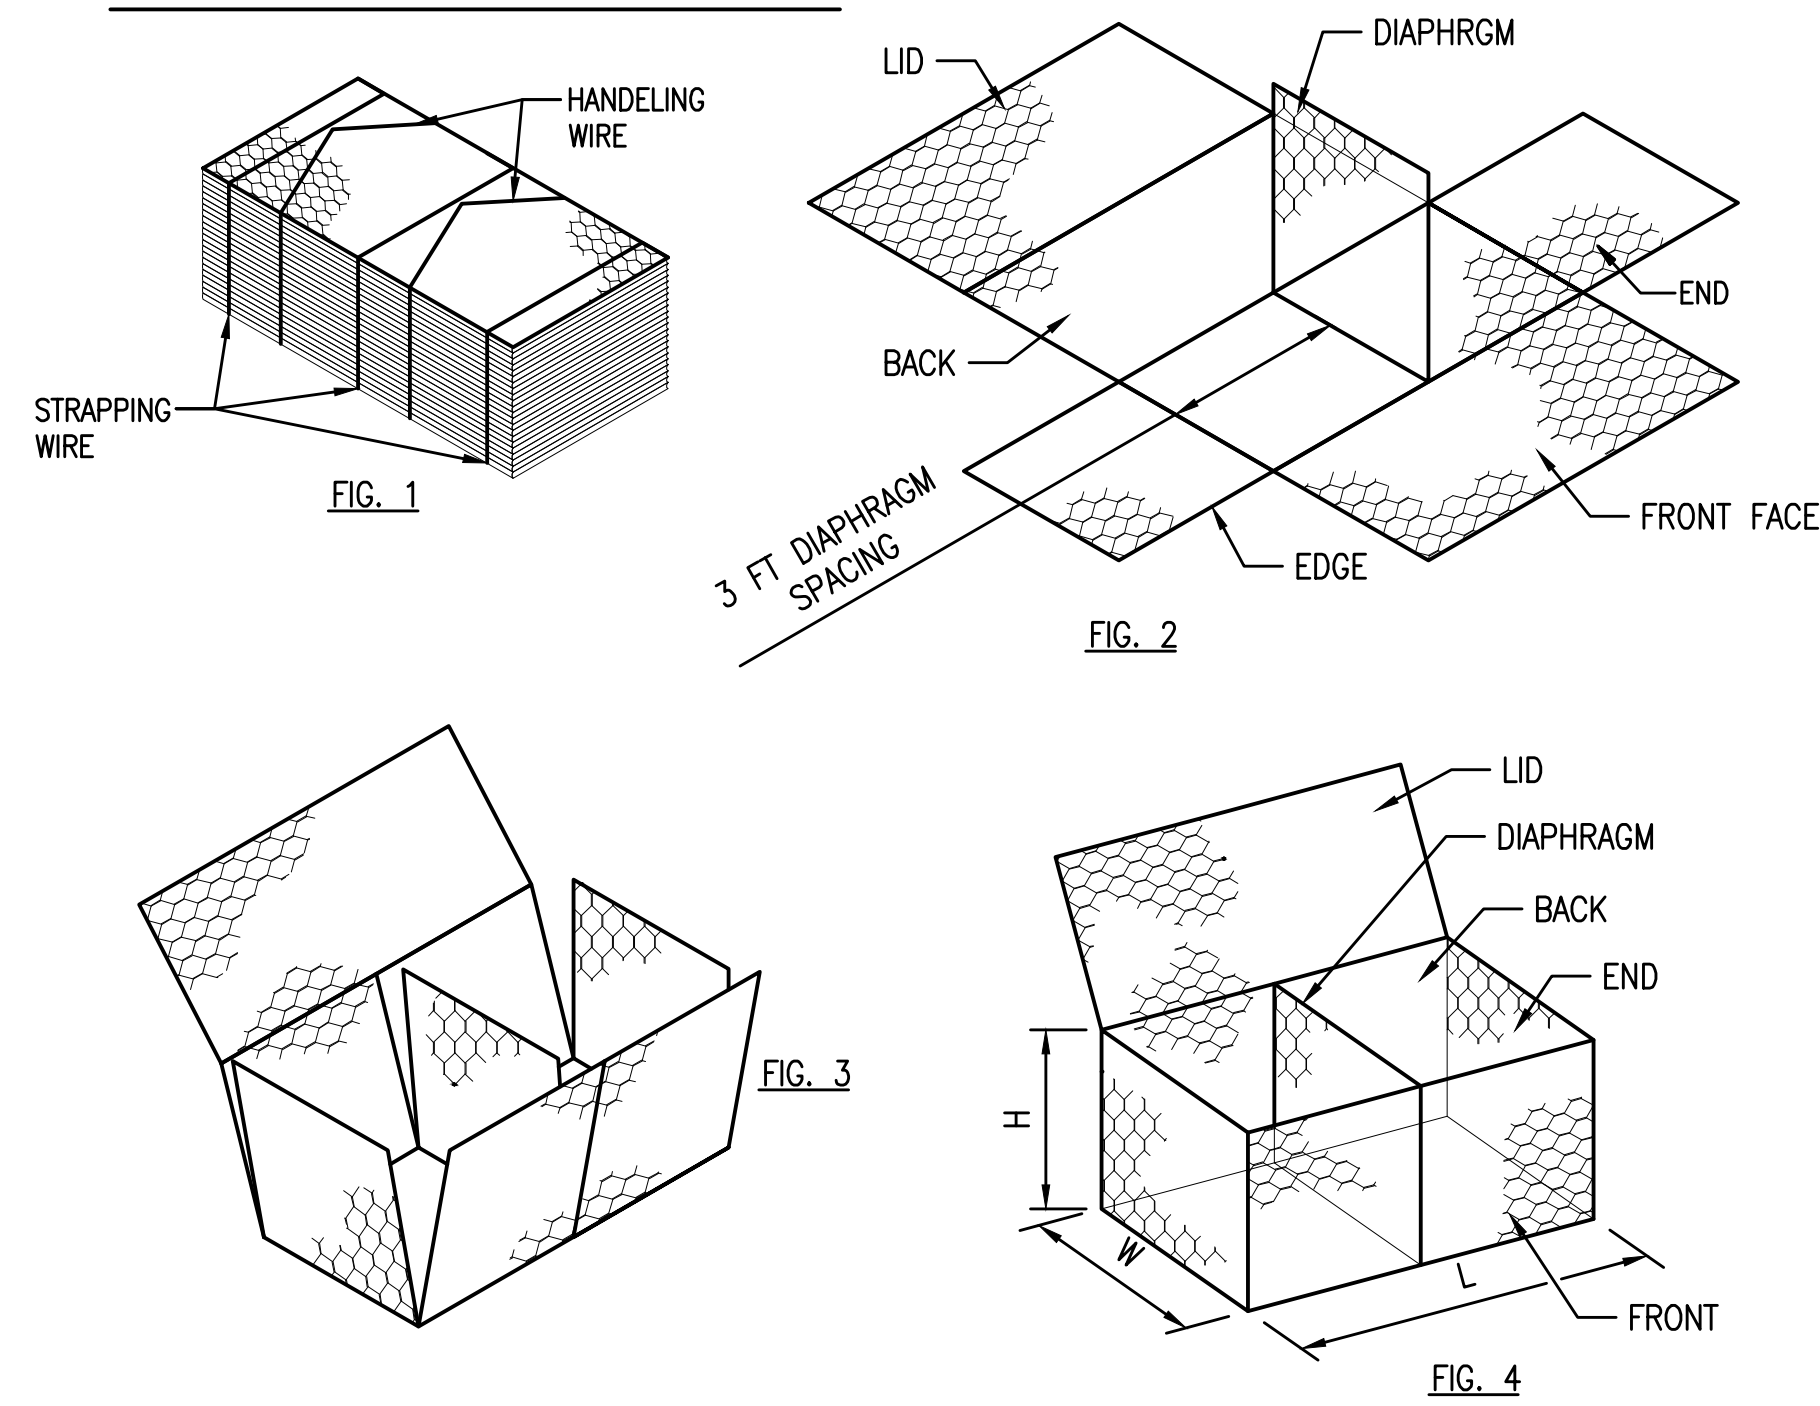 HANDELING
WIRE
STRAPPING
WIRE
FIG. 1
LID
DIAPHRGM
END
BACK
FRONT FACE
EDGE
3 FT DIAPHRAGM
SPACING
FIG. 2
FIG. 3
LID
DIAPHRAGM
BACK
END
H
W
L
FRONT
FIG. 4